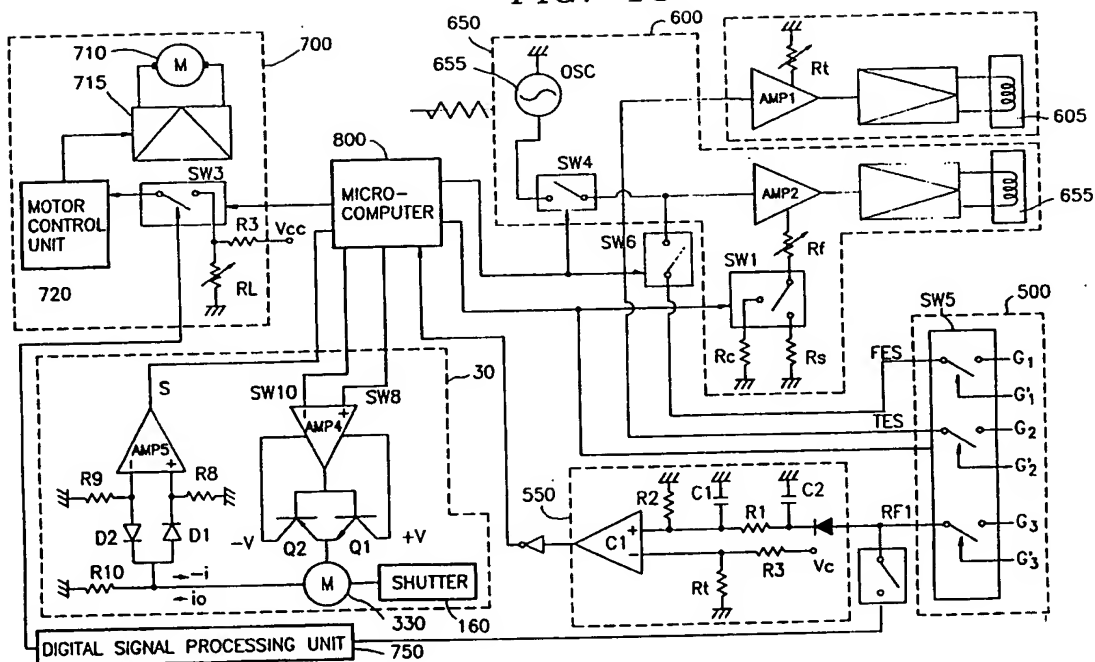 650
600
710
M
700
655
OSC
Rt
AMP1
605
715
800
MICRO-
COMPUTER
SW4
AMP2
655
SW3
MOTOR
CONTROL
UNIT
R3
Vcc
SW6
Rf
SW1
720
RL
SW5
500
Rc
Rs
FES
G1
G'1
30
S
SW10
SW8
AMP4
TES
G2
G'2
AMP5
550
R2
C1
C2
R9
R8
R1
RF1
G3
C1
G'3
D2
D1
-V
Q2
Q1
+V
R3
Vc
R10
-i
io
M
SHUTTER
Rt
330
160
DIGITAL SIGNAL PROCESSING UNIT
750